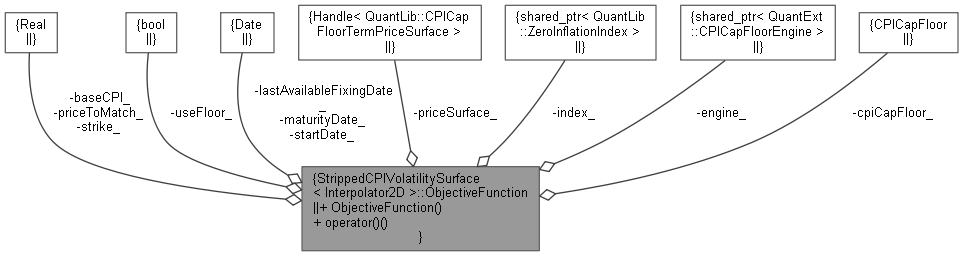 {Real
||}
{bool
||}
{Date
||}
{Handle< QuantLib::CPICap
FloorTermPriceSurface >
||}
{shared_ptr< QuantLib
::ZeroInflationIndex >
||}
{shared_ptr< QuantExt
::CPICapFloorEngine >
||}
{CPICapFloor
||}
-baseCPI_
-priceToMatch_
-strike_
-useFloor_
-lastAvailableFixingDate
_
-maturityDate_
-startDate_
-priceSurface_
-index_
-engine_
-cpiCapFloor_
{StrippedCPIVolatilitySurface
< Interpolator2D >::ObjectiveFunction
||+ ObjectiveFunction()
+ operator()()
}